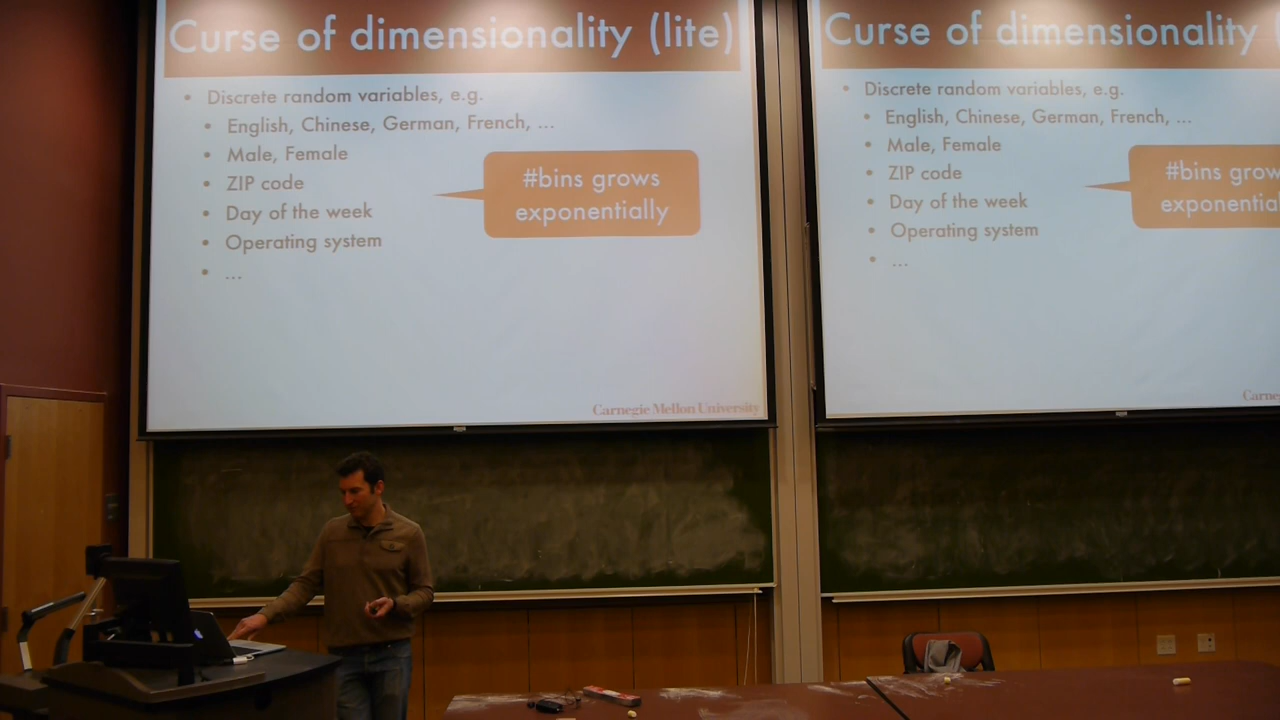 Curse of dimensionality (lite)
• Discrete random variables, e.g.
• English, Chinese, German, French, ...
• Male, Female
• ZIP code
• Day of the week
• Operating system
• ...
#bins grows
exponentially
Carnegie Mellon University
Curse of dimensionality (
• Discrete random variables, e.g.
• English, Chinese, German, French, ...
• Male, Female
• ZIP code
• Day of the week
• Operating system
• ...
#bins grow
exponential
Carne